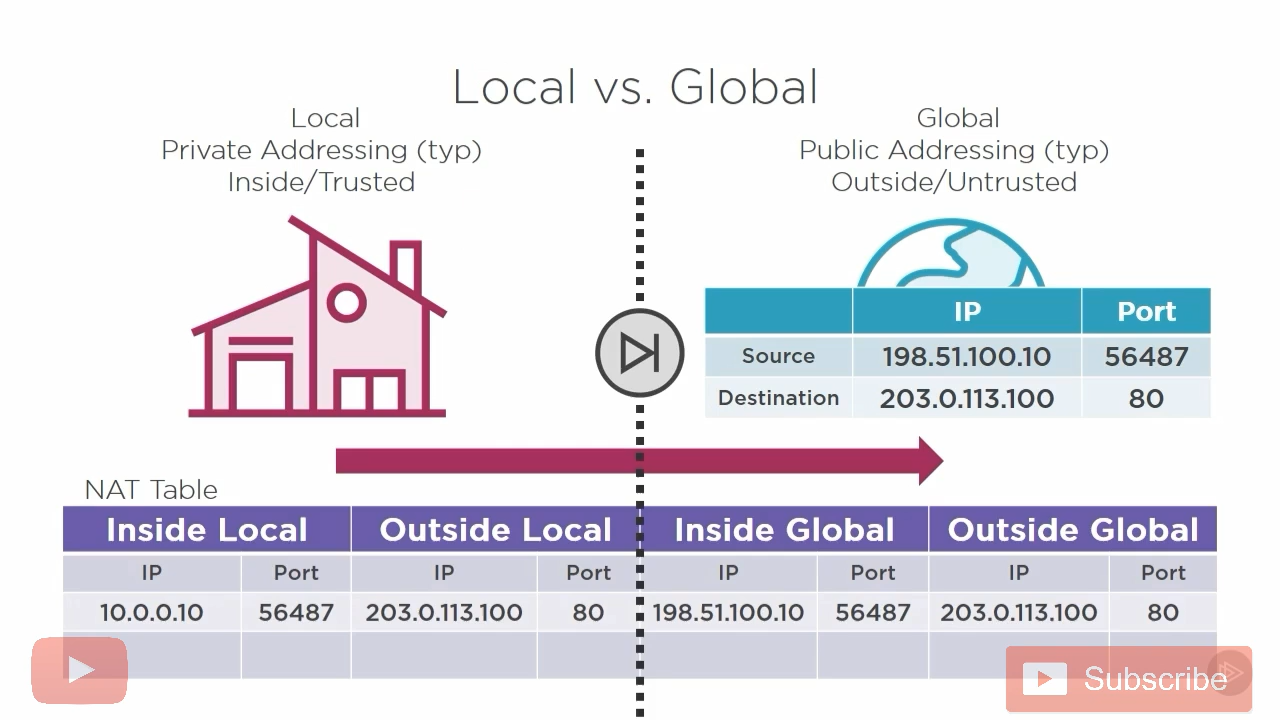 Local vs. Global
Local
Private Addressing (typ)
Inside/Trusted
Global
Public Addressing (typ)
Outside/Untrusted
IP Port
Source 198.51.100.10 56487
Destination 203.0.113.100 80
NAT Table
Inside Local Outside Local Inside Global Outside Global
IP Port IP Port IP Port IP Port
10.0.0.10 56487 203.0.113.100 80 198.51.100.10 56487 203.0.113.100 80
Subscribe